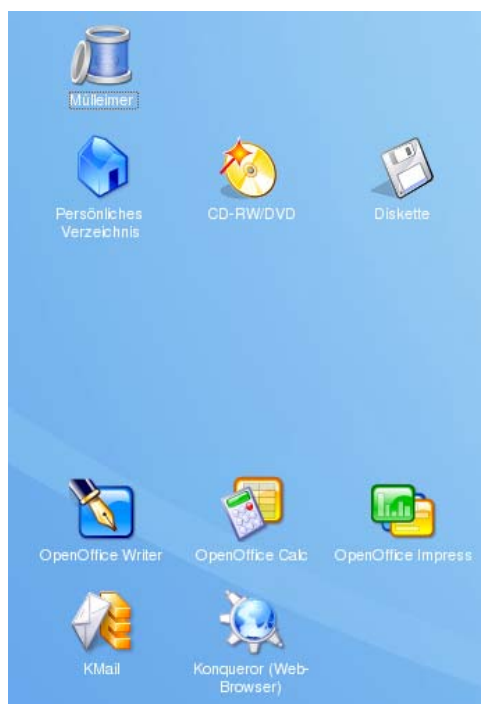 Mülleimer
Persönliches
Verzeichnis
CD-RW/DVD
Diskette
OpenOffice Writer
OpenOffice Calc
OpenOffice Impress
KMail
Konqueror (Web-
Browser)